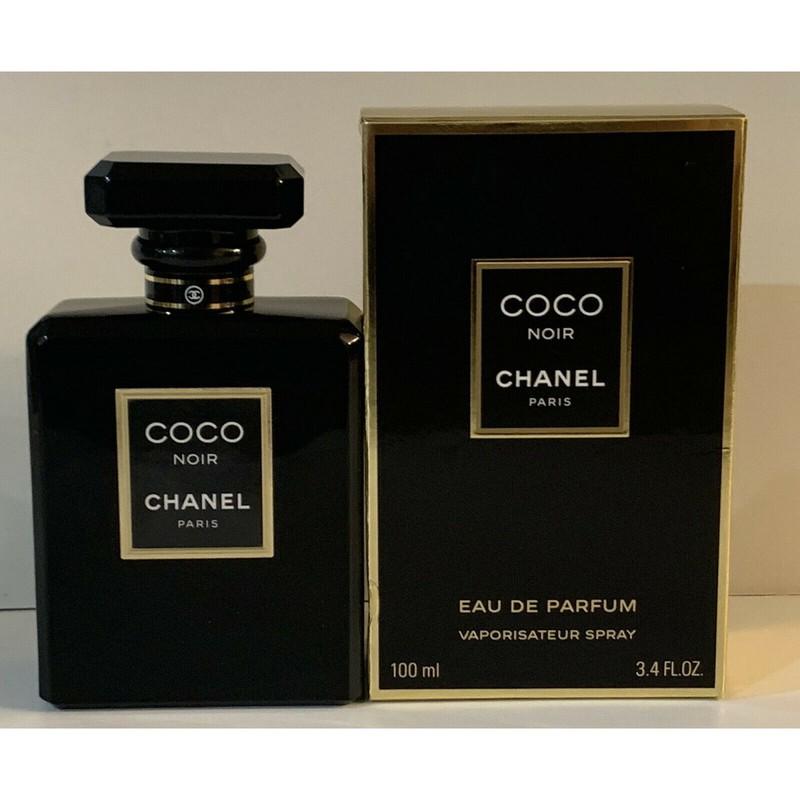 COCO
NOIR
CHANEL
PARIS
COCO
NOIR
CHANEL
PARIS
EAU DE PARFUM
VAPORISATEUR SPRAY
100 ml
3.4 FL.OZ.